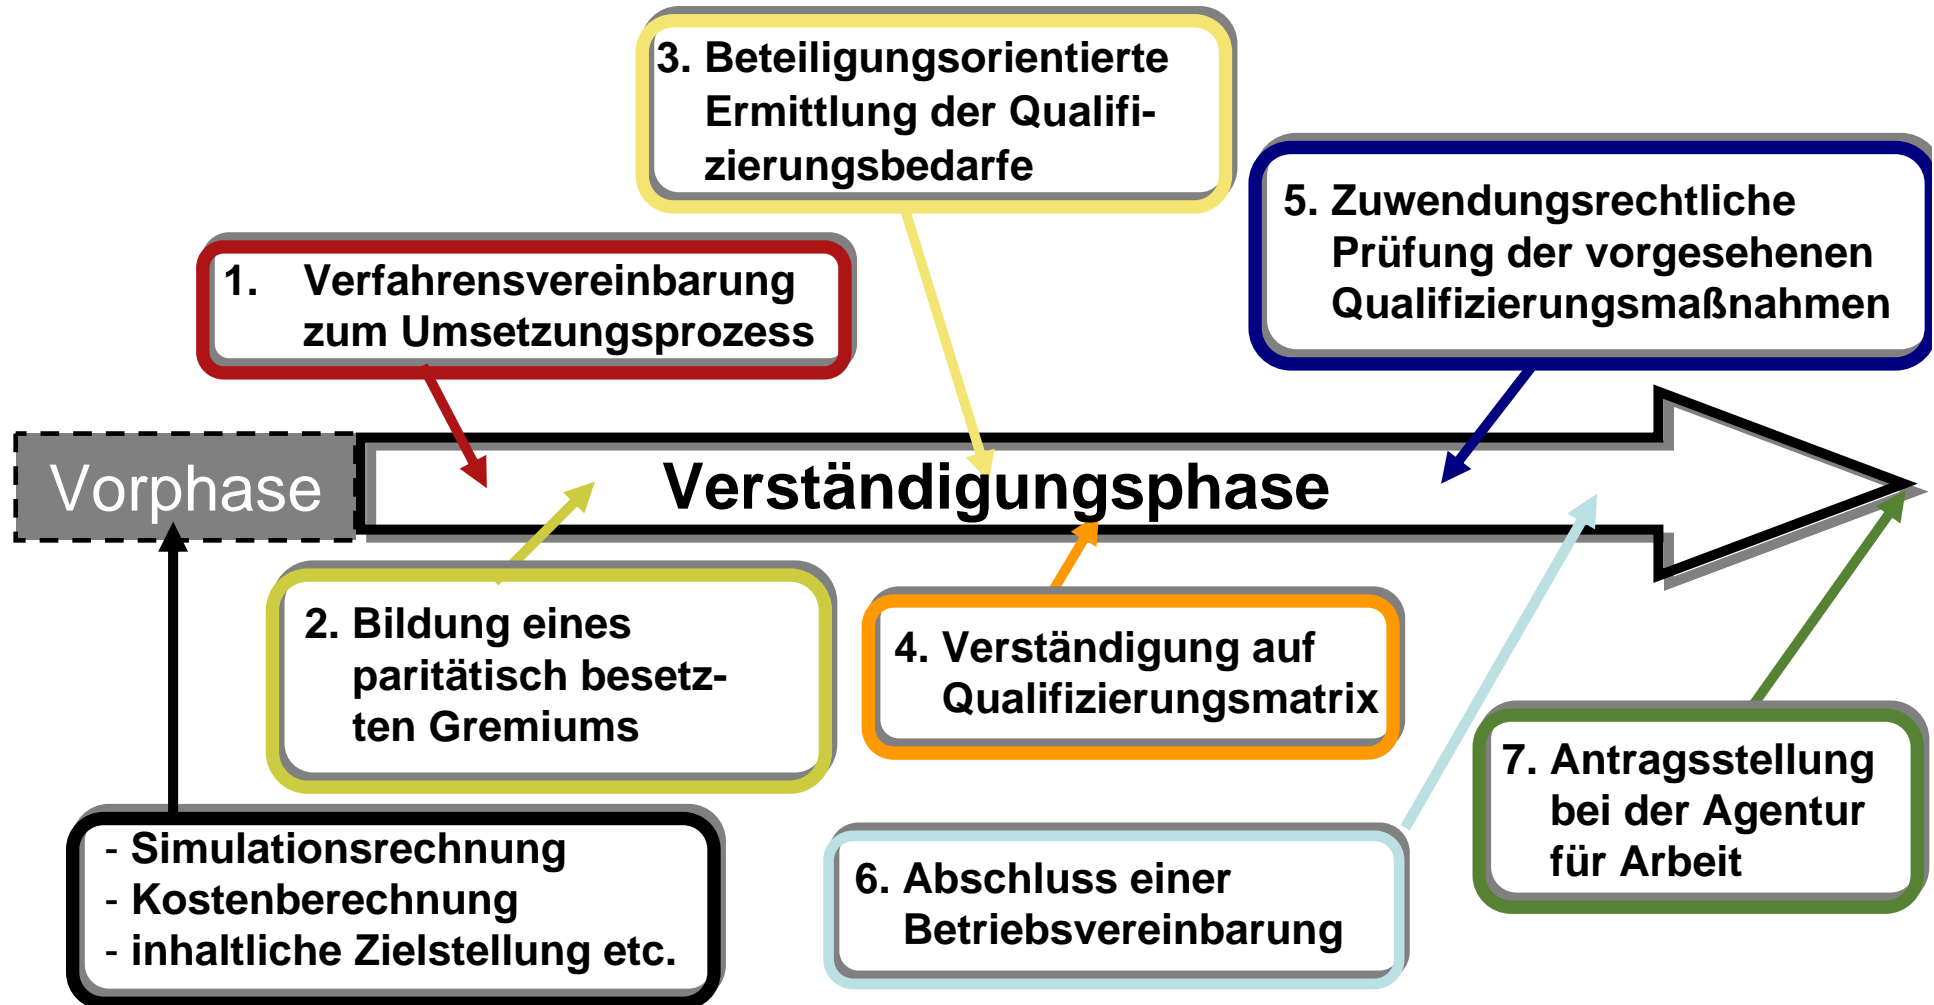 3. Beteiligungsorientierte
Ermittlung der Qualifi-
zierungsbedarfe
5. Zuwendungsrechtliche
Prüfung der vorgesehenen
Qualifizierungsmaßnahmen
1. Verfahrensvereinbarung
zum Umsetzungsprozess
Vorphase
Verständigungsphase
2. Bildung eines
paritätisch besetz-
ten Gremiums
4. Verständigung auf
Qualifizierungsmatrix
7. Antragsstellung
bei der Agentur
für Arbeit
- Simulationsrechnung
- Kostenberechnung
- inhaltliche Zielstellung etc.
6. Abschluss einer
Betriebsvereinbarung